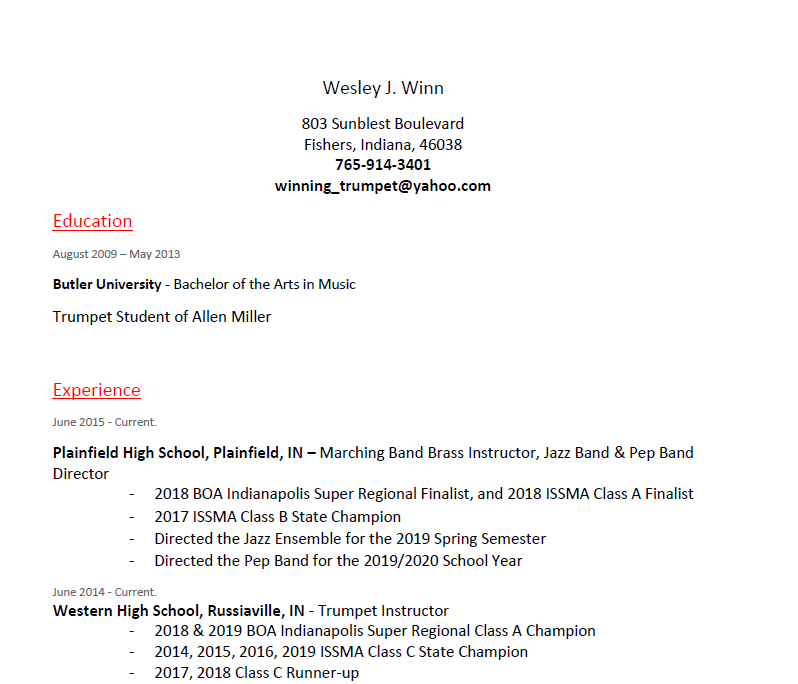 Wesley J. Winn
803 Sunblest Boulevard
Fishers, Indiana, 46038
765-914-3401
winning_trumpet@yahoo.com
Education
August 2009 – May 2013
Butler University - Bachelor of the Arts in Music
Trumpet Student of Allen Miller
Experience
June 2015 - Current.
Plainfield High School, Plainfield, IN – Marching Band Brass Instructor, Jazz Band & Pep Band
Director
- 2018 BOA Indianapolis Super Regional Finalist, and 2018 ISSMA Class A Finalist
- 2017 ISSMA Class B State Champion
- Directed the Jazz Ensemble for the 2019 Spring Semester
- Directed the Pep Band for the 2019/2020 School Year
June 2014 - Current.
Western High School, Russiaville, IN - Trumpet Instructor
- 2018 & 2019 BOA Indianapolis Super Regional Class A Champion
- 2014, 2015, 2016, 2019 ISSMA Class C State Champion
- 2017, 2018 Class C Runner-up